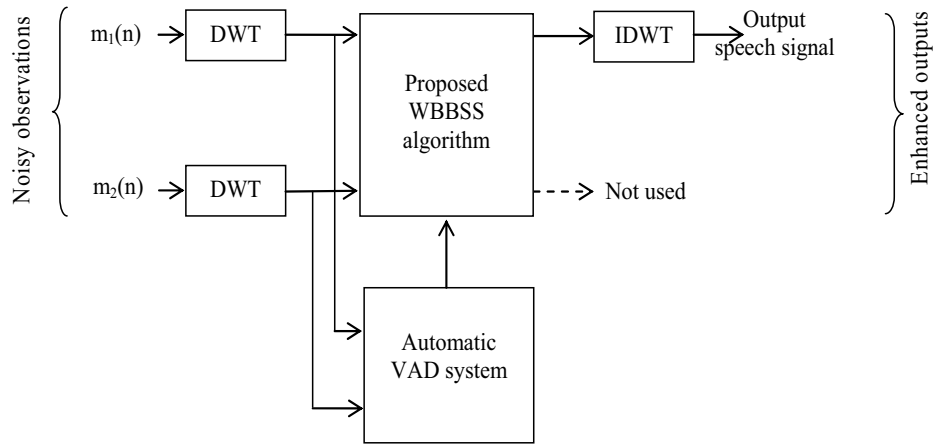 Noisy observations
m₁(n)
DWT
m₂(n)
DWT
Proposed
WBBSS
algorithm
Automatic
VAD system
IDWT
Output
speech signal
Not used
Enhanced outputs